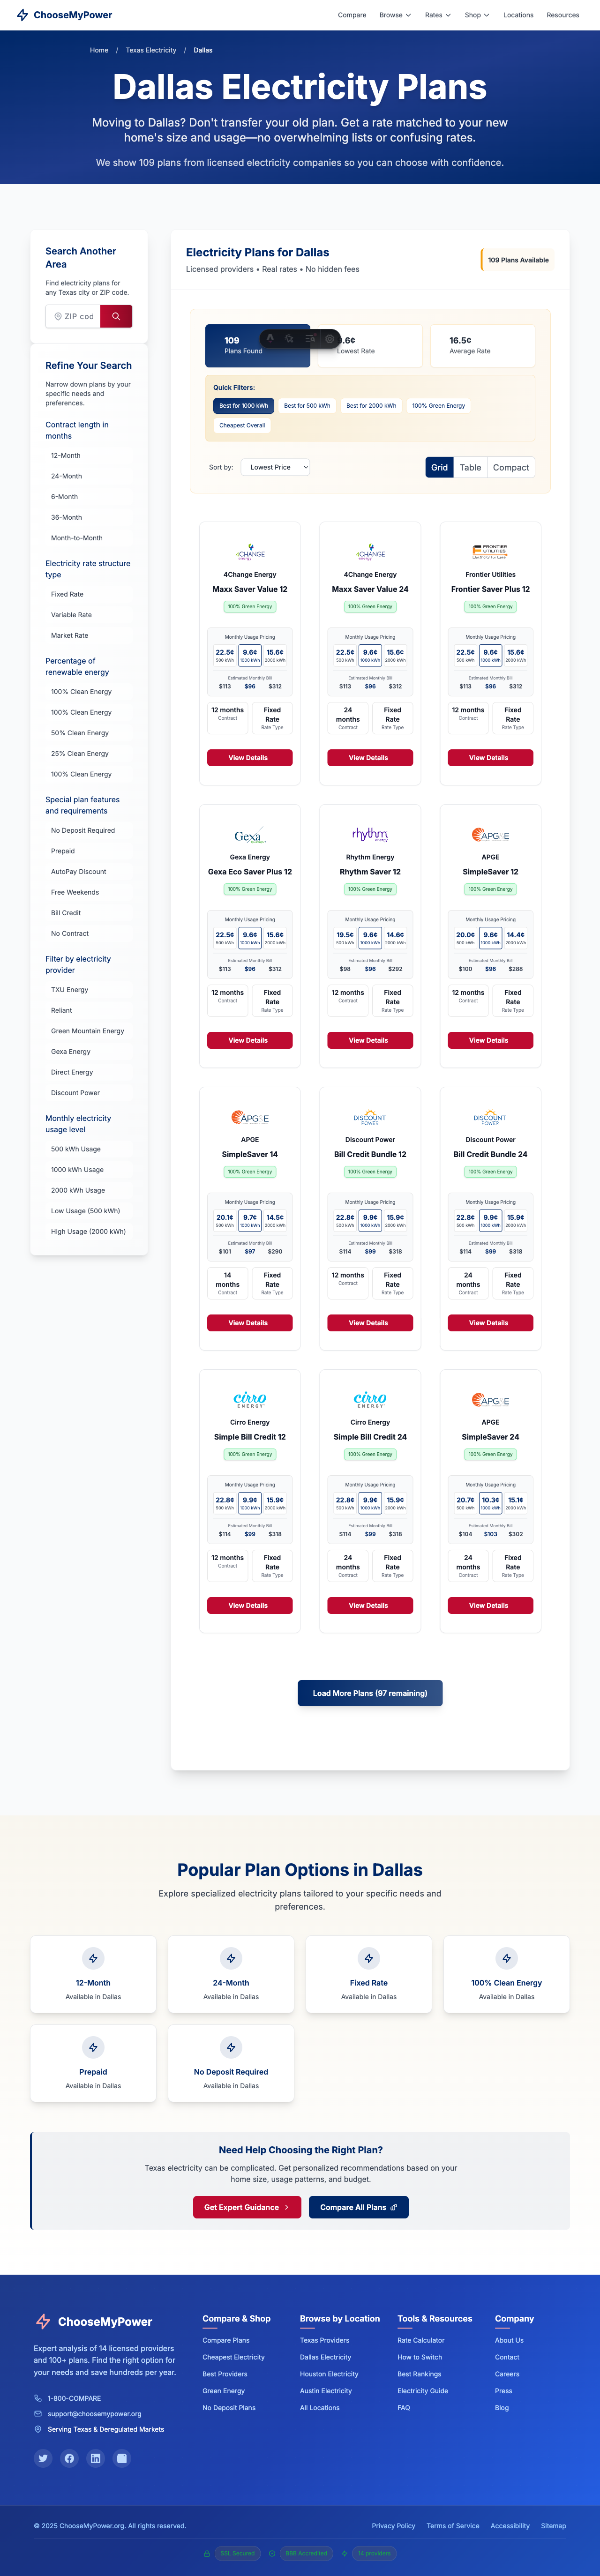 ChooseMyPower
Compare Browse Rates Shop Locations Resources
Home / Texas Electricity / Dallas
Dallas Electricity Plans
Moving to Dallas? Don't transfer your old plan. Get a rate matched to your new
home's size and usage—no overwhelming lists or confusing rates.
We show 109 plans from licensed electricity companies so you can choose with confidence.
Search Another
Area
Find electricity plans for
any Texas city or ZIP code.
ZIP cod
Refine Your Search
Narrow down plans by your
specific needs and
preferences.
Contract length in
months
12-Month
24-Month
6-Month
36-Month
Month-to-Month
Electricity rate structure
type
Fixed Rate
Variable Rate
Market Rate
Percentage of
renewable energy
100% Clean Energy
100% Clean Energy
50% Clean Energy
25% Clean Energy
100% Clean Energy
Special plan features
and requirements
No Deposit Required
Prepaid
AutoPay Discount
Free Weekends
Bill Credit
No Contract
Filter by electricity
provider
TXU Energy
Reliant
Green Mountain Energy
Gexa Energy
Direct Energy
Discount Power
Monthly electricity
usage level
500 kWh Usage
1000 kWh Usage
2000 kWh Usage
Low Usage (500 kWh)
High Usage (2000 kWh)
Electricity Plans for Dallas
Licensed providers • Real rates • No hidden fees
109 Plans Available
109
Plans Found
9.6¢
Lowest Rate
16.5¢
Average Rate
Quick Filters:
Best for 1000 kWh Best for 500 kWh Best for 2000 kWh 100% Green Energy
Cheapest Overall
Sort by: Lowest Price
Grid Table Compact
4CHANGE energy
4Change Energy
Maxx Saver Value 12
100% Green Energy
Monthly Usage Pricing
22.5¢ 9.6¢ 15.6¢
500 kWh 1000 kWh 2000 kWh
Estimated Monthly Bill
$113 $96 $312
12 months Fixed Rate
Contract Rate Type
View Details
4CHANGE energy
4Change Energy
Maxx Saver Value 24
100% Green Energy
Monthly Usage Pricing
22.5¢ 9.6¢ 15.6¢
500 kWh 1000 kWh 2000 kWh
Estimated Monthly Bill
$113 $96 $312
24 months Fixed Rate
Contract Rate Type
View Details
FRONTIER UTILITIES
Frontier Utilities
Frontier Saver Plus 12
100% Green Energy
Monthly Usage Pricing
22.5¢ 9.6¢ 15.6¢
500 kWh 1000 kWh 2000 kWh
Estimated Monthly Bill
$113 $96 $312
12 months Fixed Rate
Contract Rate Type
View Details
Gexa
Gexa Energy
Gexa Eco Saver Plus 12
100% Green Energy
Monthly Usage Pricing
22.5¢ 9.6¢ 15.6¢
500 kWh 1000 kWh 2000 kWh
Estimated Monthly Bill
$113 $96 $312
12 months Fixed Rate
Contract Rate Type
View Details
rhythm energy
Rhythm Energy
Rhythm Saver 12
100% Green Energy
Monthly Usage Pricing
19.5¢ 9.6¢ 14.6¢
500 kWh 1000 kWh 2000 kWh
Estimated Monthly Bill
$98 $96 $292
12 months Fixed Rate
Contract Rate Type
View Details
APG&E
APGE
SimpleSaver 12
100% Green Energy
Monthly Usage Pricing
20.0¢ 9.6¢ 14.4¢
500 kWh 1000 kWh 2000 kWh
Estimated Monthly Bill
$100 $96 $288
12 months Fixed Rate
Contract Rate Type
View Details
APG&E
APGE
SimpleSaver 14
100% Green Energy
Monthly Usage Pricing
20.1¢ 9.7¢ 14.5¢
500 kWh 1000 kWh 2000 kWh
Estimated Monthly Bill
$101 $97 $290
14 months Fixed Rate
Contract Rate Type
View Details
DISCOUNT POWER
Discount Power
Bill Credit Bundle 12
100% Green Energy
Monthly Usage Pricing
22.8¢ 9.9¢ 15.9¢
500 kWh 1000 kWh 2000 kWh
Estimated Monthly Bill
$114 $99 $318
12 months Fixed Rate
Contract Rate Type
View Details
DISCOUNT POWER
Discount Power
Bill Credit Bundle 24
100% Green Energy
Monthly Usage Pricing
22.8¢ 9.9¢ 15.9¢
500 kWh 1000 kWh 2000 kWh
Estimated Monthly Bill
$114 $99 $318
24 months Fixed Rate
Contract Rate Type
View Details
cirro ENERGY
Cirro Energy
Simple Bill Credit 12
100% Green Energy
Monthly Usage Pricing
22.8¢ 9.9¢ 15.9¢
500 kWh 1000 kWh 2000 kWh
Estimated Monthly Bill
$114 $99 $318
12 months Fixed Rate
Contract Rate Type
View Details
cirro ENERGY
Cirro Energy
Simple Bill Credit 24
100% Green Energy
Monthly Usage Pricing
22.8¢ 9.9¢ 15.9¢
500 kWh 1000 kWh 2000 kWh
Estimated Monthly Bill
$114 $99 $318
24 months Fixed Rate
Contract Rate Type
View Details
APG&E
APGE
SimpleSaver 24
100% Green Energy
Monthly Usage Pricing
20.7¢ 10.3¢ 15.1¢
500 kWh 1000 kWh 2000 kWh
Estimated Monthly Bill
$104 $103 $302
24 months Fixed Rate
Contract Rate Type
View Details
Load More Plans (97 remaining)
Popular Plan Options in Dallas
Explore specialized electricity plans tailored to your specific needs and
preferences.
12-Month
Available in Dallas
24-Month
Available in Dallas
Fixed Rate
Available in Dallas
100% Clean Energy
Available in Dallas
Prepaid
Available in Dallas
No Deposit Required
Available in Dallas
Need Help Choosing the Right Plan?
Texas electricity can be complicated. Get personalized recommendations based on your
home size, usage patterns, and budget.
Get Expert Guidance Compare All Plans
ChooseMyPower
Expert analysis of 14 licensed providers
and 100+ plans. Find the right option for
your needs and save hundreds per year.
1-800-COMPARE
support@choosemypower.org
Serving Texas & Deregulated Markets
Compare & Shop
Compare Plans
Cheapest Electricity
Best Providers
Green Energy
No Deposit Plans
Browse by Location
Texas Providers
Dallas Electricity
Houston Electricity
Austin Electricity
All Locations
Tools & Resources
Rate Calculator
How to Switch
Best Rankings
Electricity Guide
FAQ
Company
About Us
Contact
Careers
Press
Blog
© 2025 ChooseMyPower.org. All rights reserved.
Privacy Policy Terms of Service Accessibility Sitemap
SSL Secured BBB Accredited 14 providers